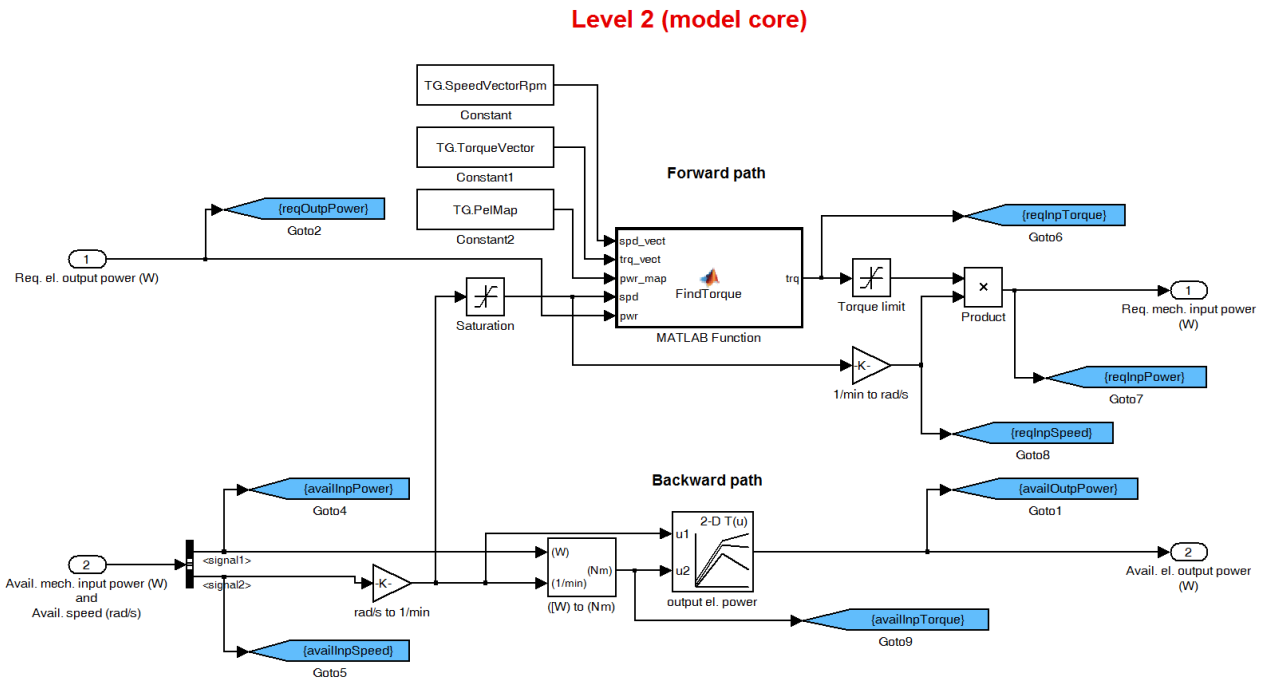 Level 2 (model core)
TG.SpeedVectorRpm
Constant
TG.TorqueVector
Constant1
TG.PelMap
Constant2
Forward path
{reqOutpPower}
Goto2
{reqInpTorque}
Goto6
1
Req. el. output power (W)
Saturation
spd_vect
trq_vect
pwr_map
spd
pwr
FindTorque
trq
MATLAB Function
Torque limit
×
Product
1
Req. mech. input power
(W)
-K-
1/min to rad/s
{reqInpPower}
Goto7
{reqInpSpeed}
Goto8
Backward path
{availInpPower}
Goto4
{availOutpPower}
Goto1
2
Avail. mech. input power (W)
and
Avail. speed (rad/s)
<signal1>
<signal2>
-K-
rad/s to 1/min
(W)
(1/min)
(Nm)
([W) to (Nm)
2-D T(u)
u1
u2
output el. power
2
Avail. el. output power
(W)
{availInpTorque}
Goto9
{availInpSpeed}
Goto5